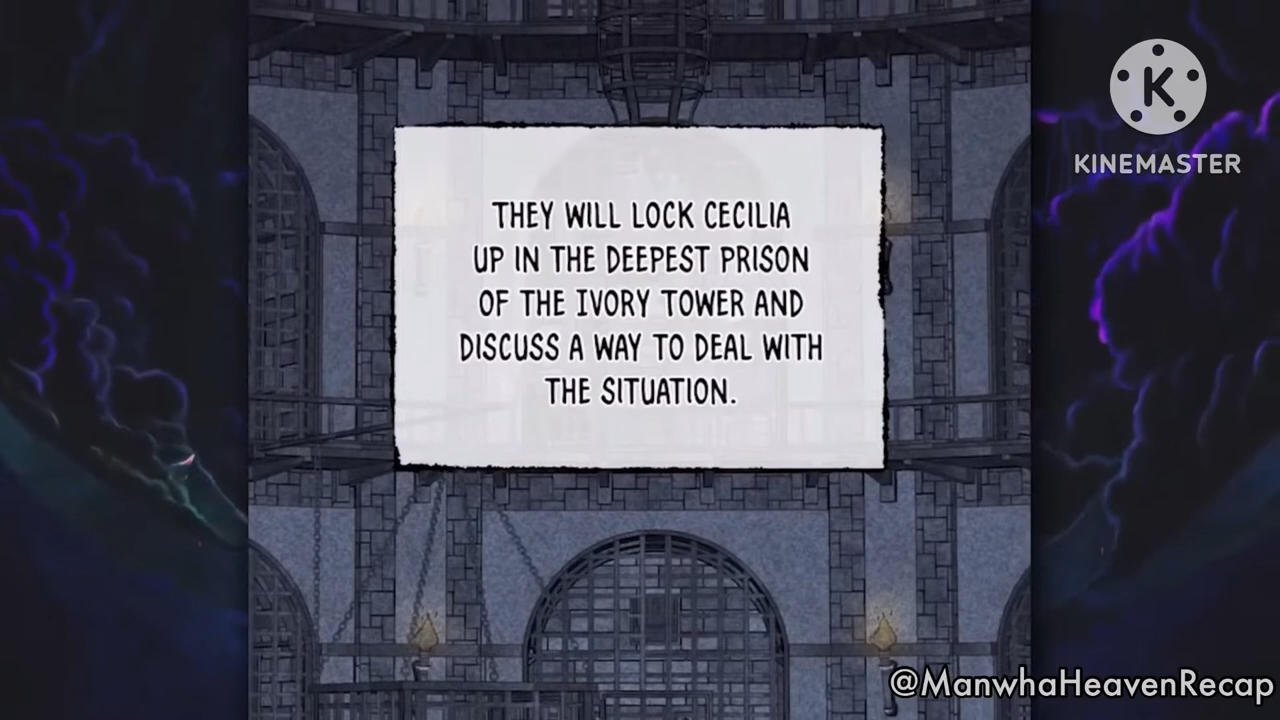 K
KINEMASTER
THEY WILL LOCK CECILIA
UP IN THE DEEPEST PRISON
OF THE IVORY TOWER AND
DISCUSS A WAY TO DEAL WITH
THE SITUATION.
@ManwhaHeavenRecap